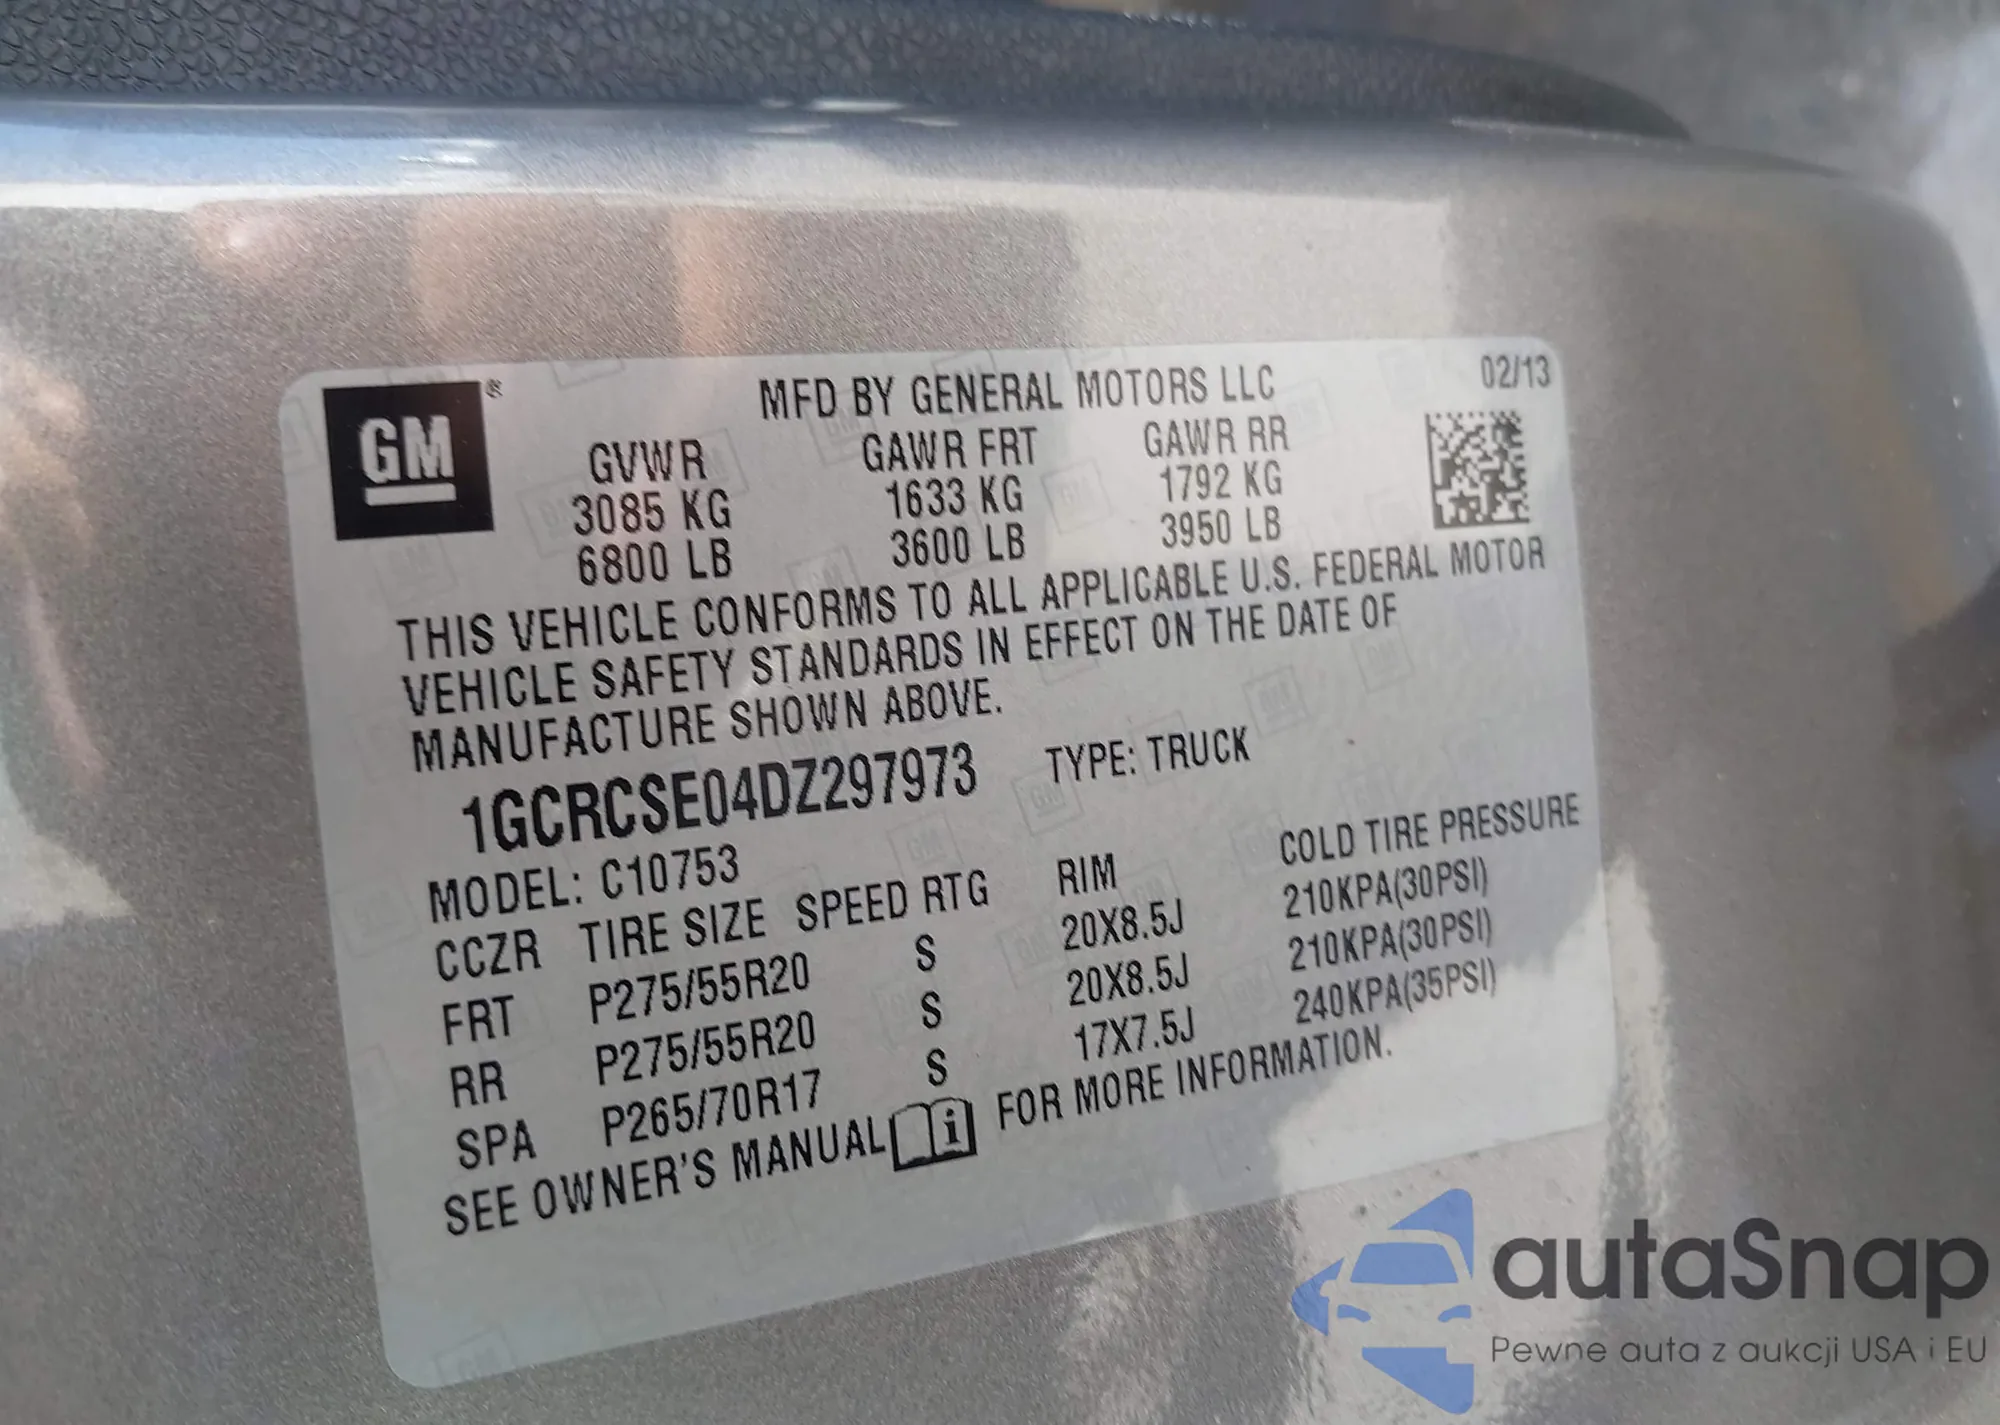 GM®
MFD BY GENERAL MOTORS LLC 02/13
GVWR GAWR FRT GAWR RR
3085 KG 1633 KG 1792 KG
6800 LB 3600 LB 3950 LB
THIS VEHICLE CONFORMS TO ALL APPLICABLE U.S. FEDERAL MOTOR
VEHICLE SAFETY STANDARDS IN EFFECT ON THE DATE OF
MANUFACTURE SHOWN ABOVE.
1GCRCSE04DZ297973 TYPE: TRUCK
MODEL: C10753
CCZR TIRE SIZE SPEED RTG RIM COLD TIRE PRESSURE
FRT P275/55R20 S 20X8.5J 210KPA(30PSI)
RR P275/55R20 S 20X8.5J 210KPA(30PSI)
SPA P265/70R17 S 17X7.5J 240KPA(35PSI)
SEE OWNER'S MANUAL i FOR MORE INFORMATION.
autaSnap
Pewne auta z aukcji USA i EU